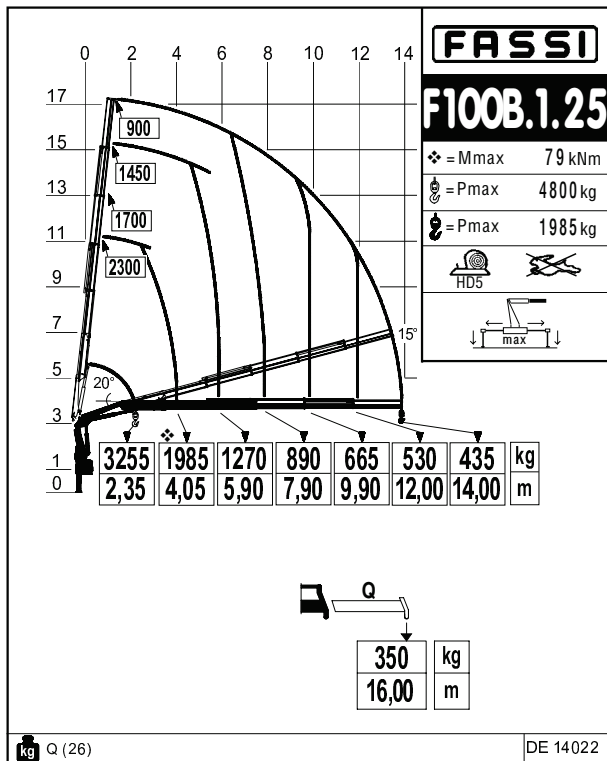 FASSI
F100B.1.25
❖ = Mmax 79 kNm
= Pmax 4800 kg
= Pmax 1985 kg
HD5
max
0 2 4 6 8 10 12 14
17
15
13
11
9
7
5
3
1
0
900
1450
1700
2300
15°
20°
❖
3255 1985 1270 890 665 530 435 kg
2,35 4,05 5,90 7,90 9,90 12,00 14,00 m
Q
350 kg
16,00 m
kg Q (26)
DE 14022